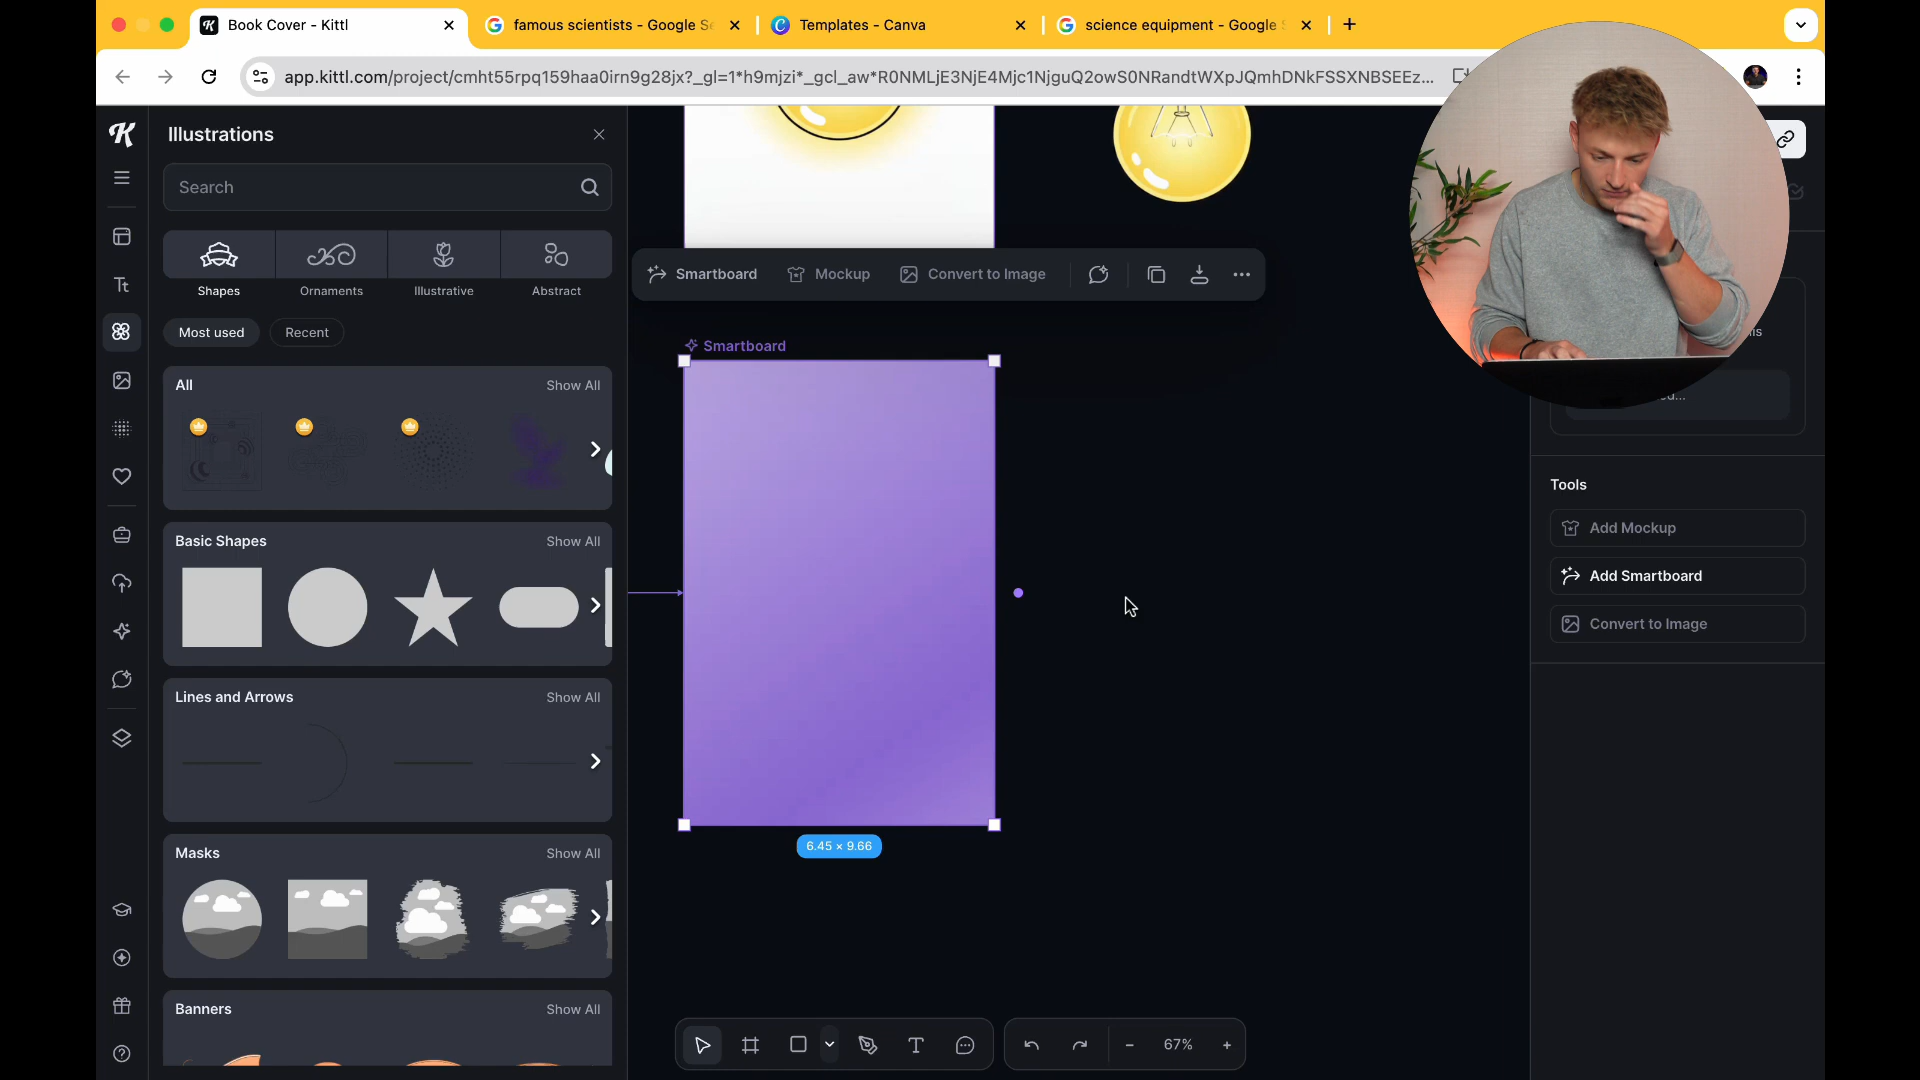 Book Cover - Kittl
famous scientists - Google Se
Templates - Canva
science equipment - Google S
app.kittl.com/project/cmht55rpq159haa0irn9g28jx?_gl=1*h9mjzi*_gcl_aw*R0NMLjE3NjE4Mjc1NjguQ2owS0NRandtWXpJQmhDNkFSSXNBSEEz...
Illustrations
Search
Shapes
Ornaments
Illustrative
Abstract
Most used
Recent
All
Show All
Basic Shapes
Show All
Lines and Arrows
Show All
Masks
Show All
Banners
Show All
Smartboard
Mockup
Convert to Image
Smartboard
6.45 × 9.66
Tools
Add Mockup
Add Smartboard
Convert to Image
67%